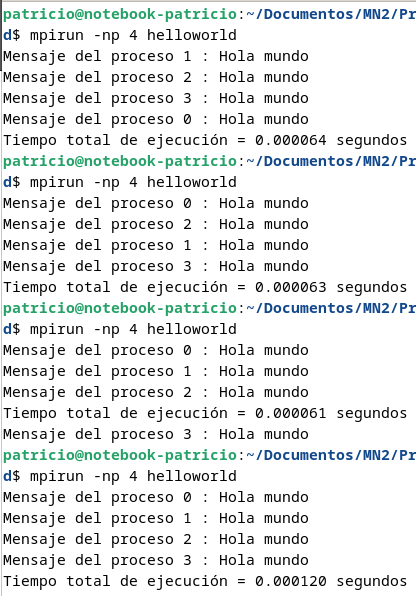 patricio@notebook-patricio:~/Documentos/MN2/Pr
d$ mpirun -np 4 helloworld
Mensaje del proceso 1 : Hola mundo
Mensaje del proceso 2 : Hola mundo
Mensaje del proceso 3 : Hola mundo
Mensaje del proceso 0 : Hola mundo
Tiempo total de ejecución = 0.000064 segundos
patricio@notebook-patricio:~/Documentos/MN2/Pr
d$ mpirun -np 4 helloworld
Mensaje del proceso 0 : Hola mundo
Mensaje del proceso 2 : Hola mundo
Mensaje del proceso 1 : Hola mundo
Mensaje del proceso 3 : Hola mundo
Tiempo total de ejecución = 0.000063 segundos
patricio@notebook-patricio:~/Documentos/MN2/Pr
d$ mpirun -np 4 helloworld
Mensaje del proceso 0 : Hola mundo
Mensaje del proceso 1 : Hola mundo
Mensaje del proceso 2 : Hola mundo
Tiempo total de ejecución = 0.000061 segundos
Mensaje del proceso 3 : Hola mundo
patricio@notebook-patricio:~/Documentos/MN2/Pr
d$ mpirun -np 4 helloworld
Mensaje del proceso 0 : Hola mundo
Mensaje del proceso 1 : Hola mundo
Mensaje del proceso 2 : Hola mundo
Mensaje del proceso 3 : Hola mundo
Tiempo total de ejecución = 0.000120 segundos